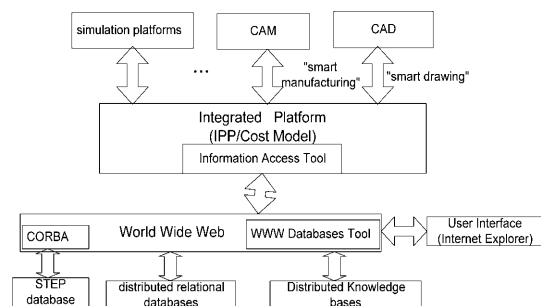 simulation platforms
CAM
CAD
...
"smart
manufacturing"
"smart drawing"
Integrated Platform
(IPP/Cost Model)
Information Access Tool
CORBA
World Wide Web
WWW Databases Tool
User Interface
(Internet Explorer)
STEP
database
distributed relational
databases
Distributed Knowledge
bases